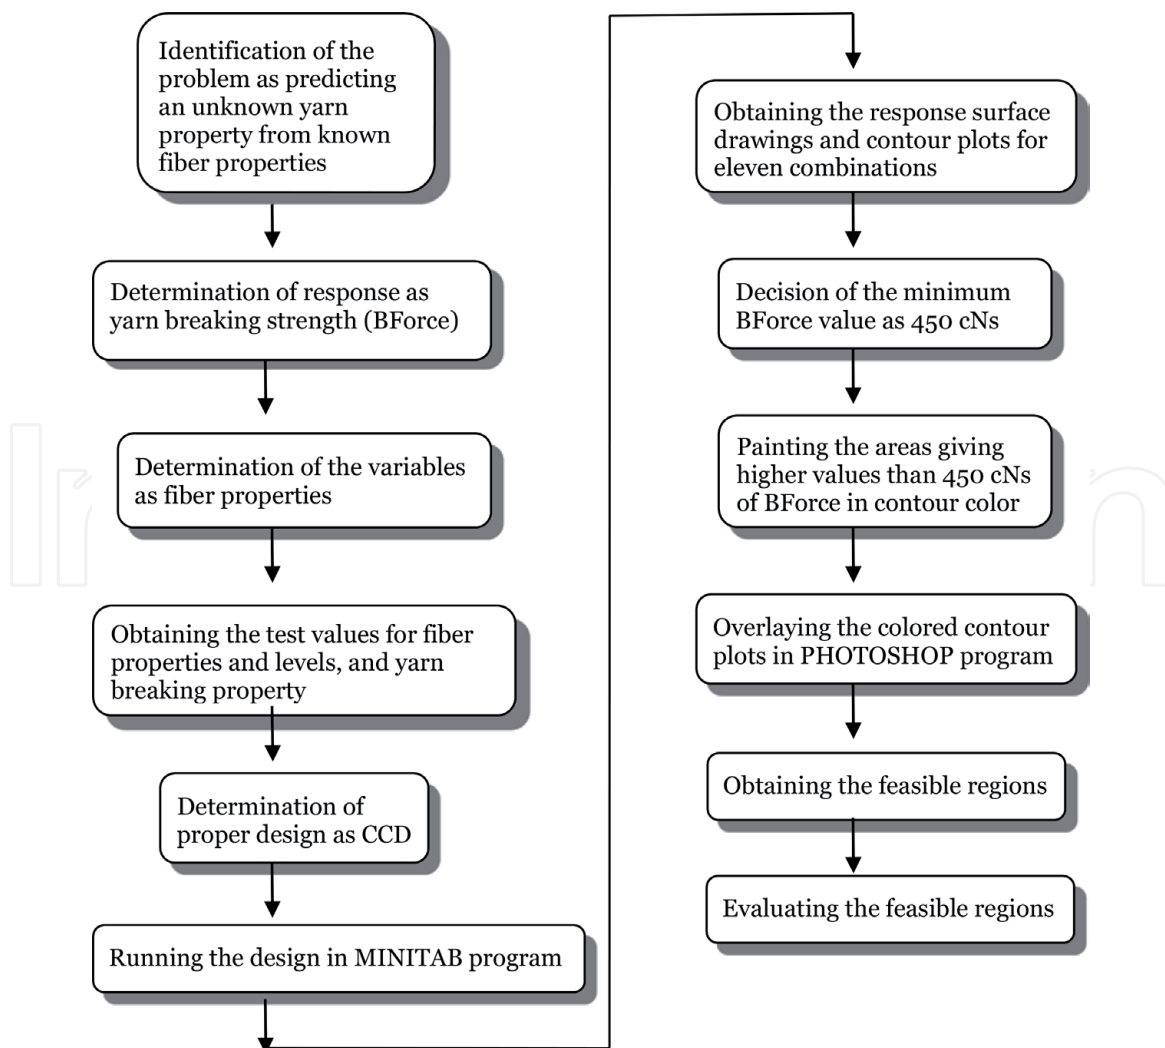 Identification of the
problem as predicting
an unknown yarn
property from known
fiber properties
Determination of response as
yarn breaking strength (BForce)
Determination of the variables
as fiber properties
Obtaining the test values for fiber
properties and levels, and yarn
breaking property
Determination of
proper design as CCD
Running the design in MINITAB program
Obtaining the response surface
drawings and contour plots for
eleven combinations
Decision of the minimum
BForce value as 450 cNs
Painting the areas giving
higher values than 450 cNs
of BForce in contour color
Overlaying the colored contour
plots in PHOTOSHOP program
Obtaining the feasible regions
Evaluating the feasible regions